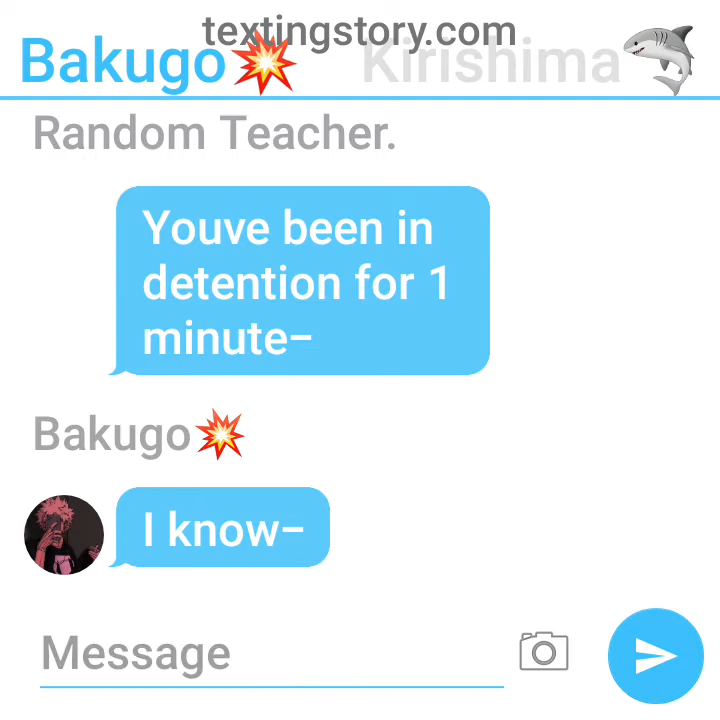 textingstory.com
Bakugo💥 Kirishima🦈
Random Teacher.
Youve been in
detention for 1
minute–
Bakugo💥
I know–
Message